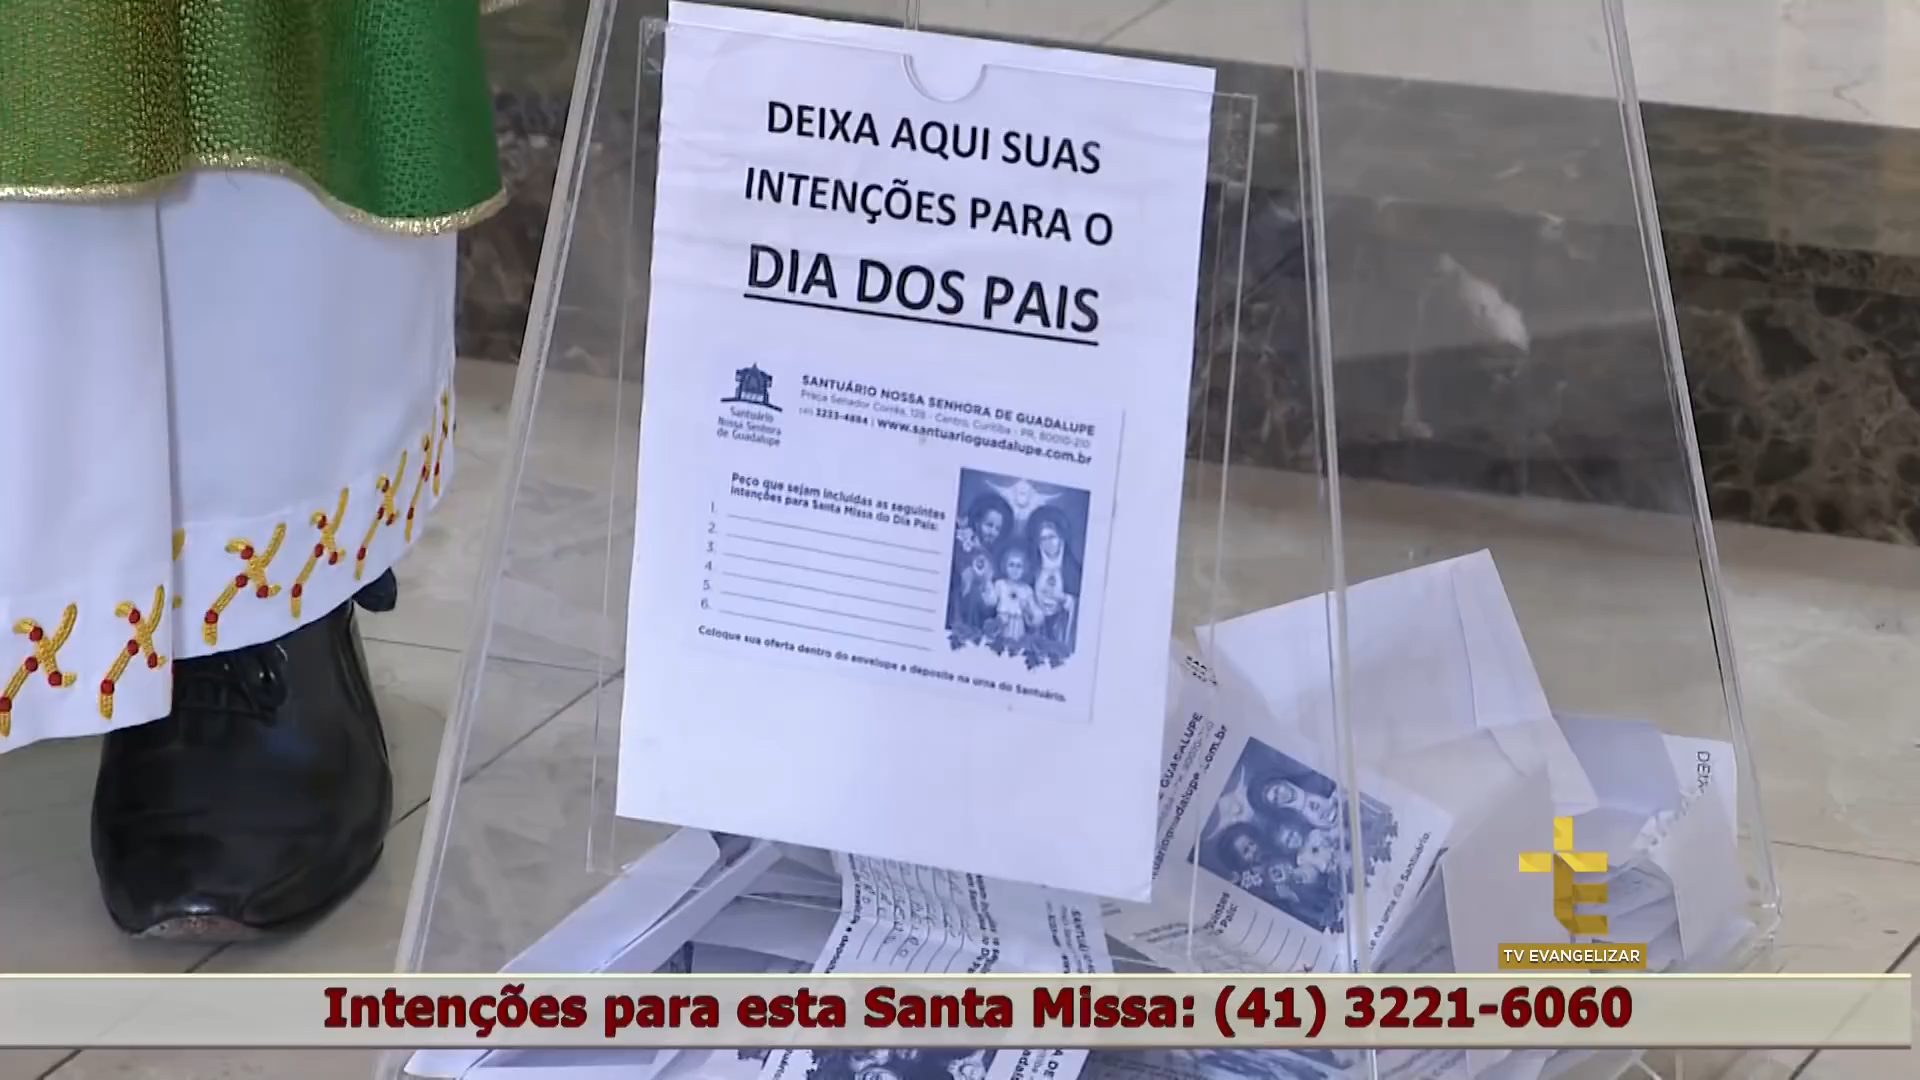 DEIXA AQUI SUAS
INTENÇÕES PARA O
DIA DOS PAIS
Santuário
Nossa Senhora
de Guadalupe
SANTUÁRIO NOSSA SENHORA DE GUADALUPE
Praça Senador Corrêa, 128 - Centro, Curitiba - PR, 80010-210
(41) 3233-4884 | www.santuarioguadalupe.com.br
Peço que sejam incluídas as seguintes
intenções para Santa Missa do Dia Pais:
1.
2.
3.
4.
5.
6.
Coloque sua oferta dentro do envelope e deposite na urna do Santuário.
TV EVANGELIZAR
Intenções para esta Santa Missa: (41) 3221-6060